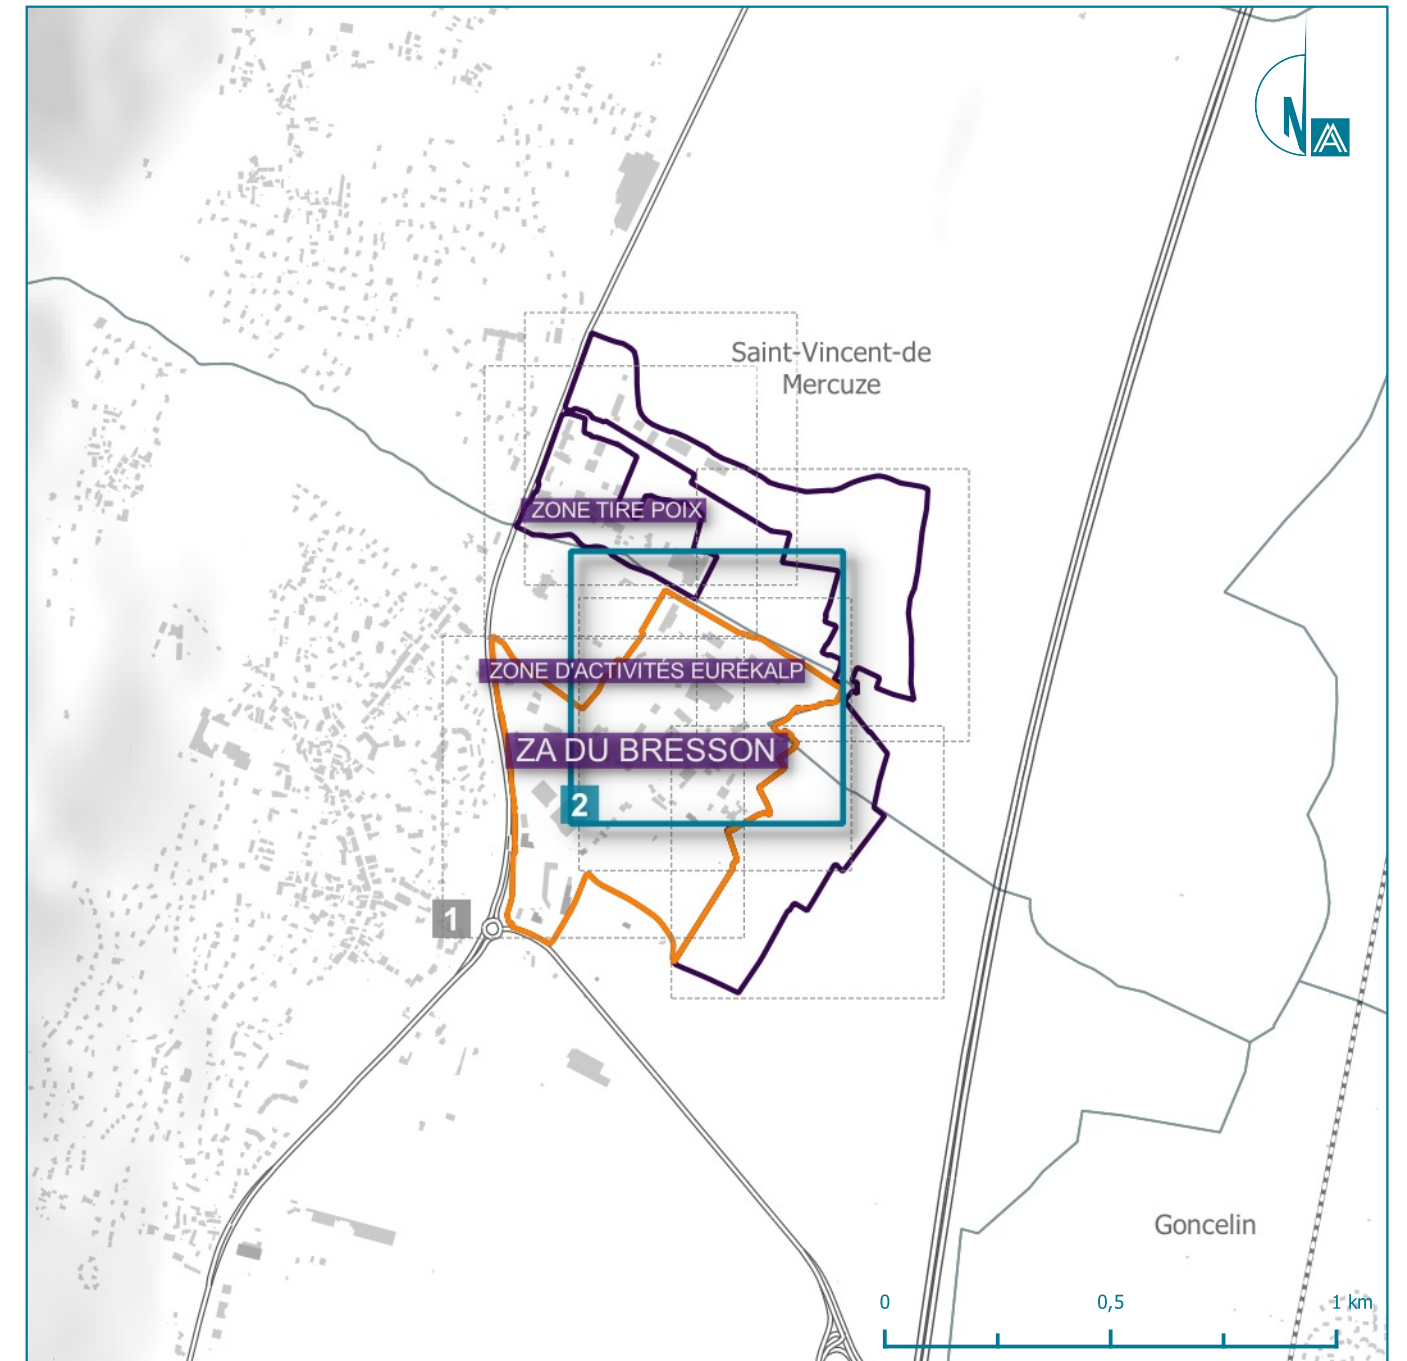 N
Saint-Vincent-de
Mercuze
ZONE TIRE POIX
ZONE D'ACTIVITÉS EURÉKALP
ZA DU BRESSON
2
1
Goncelin
0 0,5 1 km